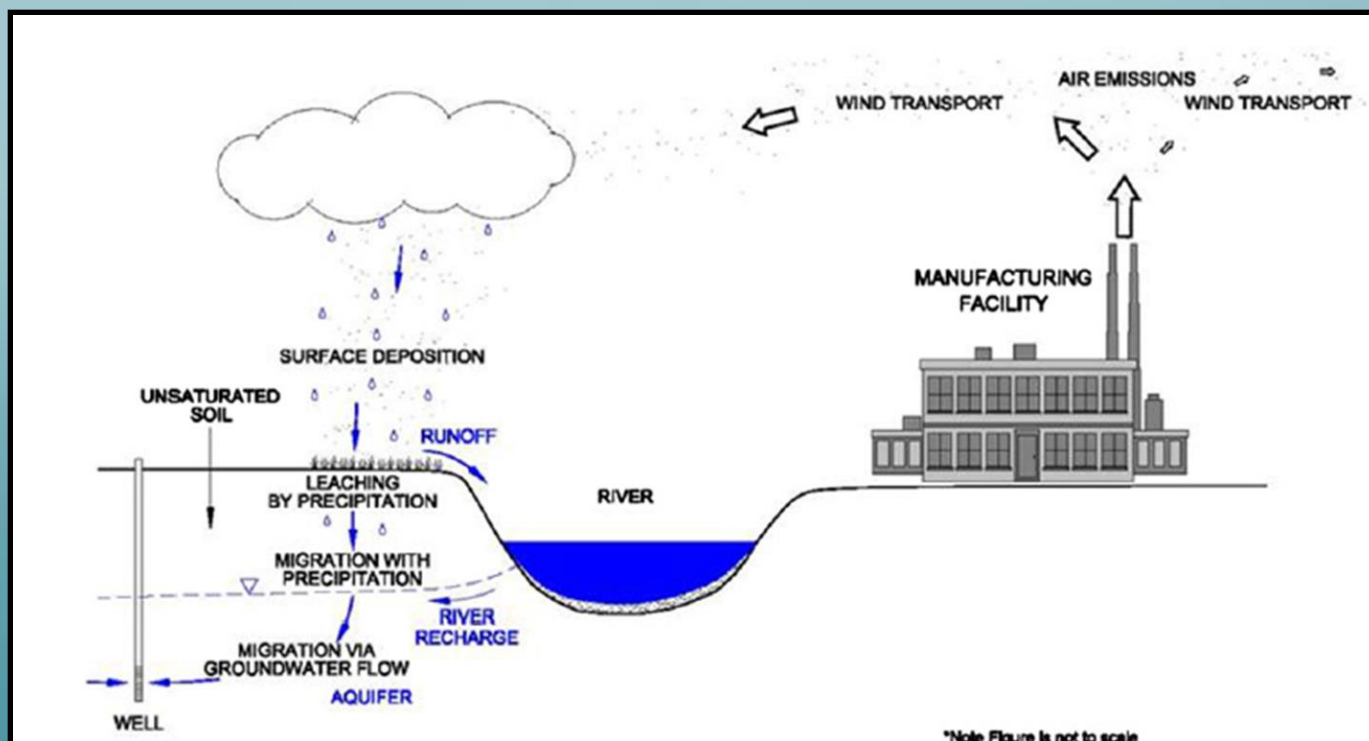 AIR EMISSIONS
WIND TRANSPORT
WIND TRANSPORT
MANUFACTURING
FACILITY
SURFACE DEPOSITION
UNSATURATED
SOIL
RUNOFF
LEACHING
BY PRECIPITATION
RIVER
MIGRATION WITH
PRECIPITATION
RIVER
RECHARGE
MIGRATION VIA
GROUNDWATER FLOW
AQUIFER
WELL
*Note Figure is not to scale